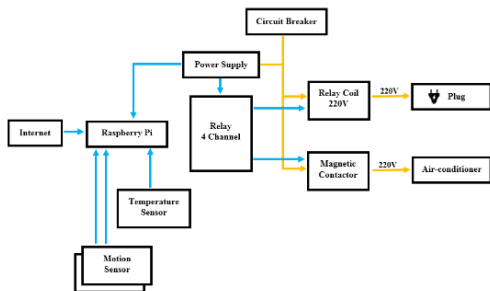 Circuit Breaker
Power Supply
Relay Coil
220V
220V
Plug
Internet
Raspberry Pi
Relay
4 Channel
Magnetic
Contactor
220V
Air-conditioner
Temperature
Sensor
Motion
Sensor